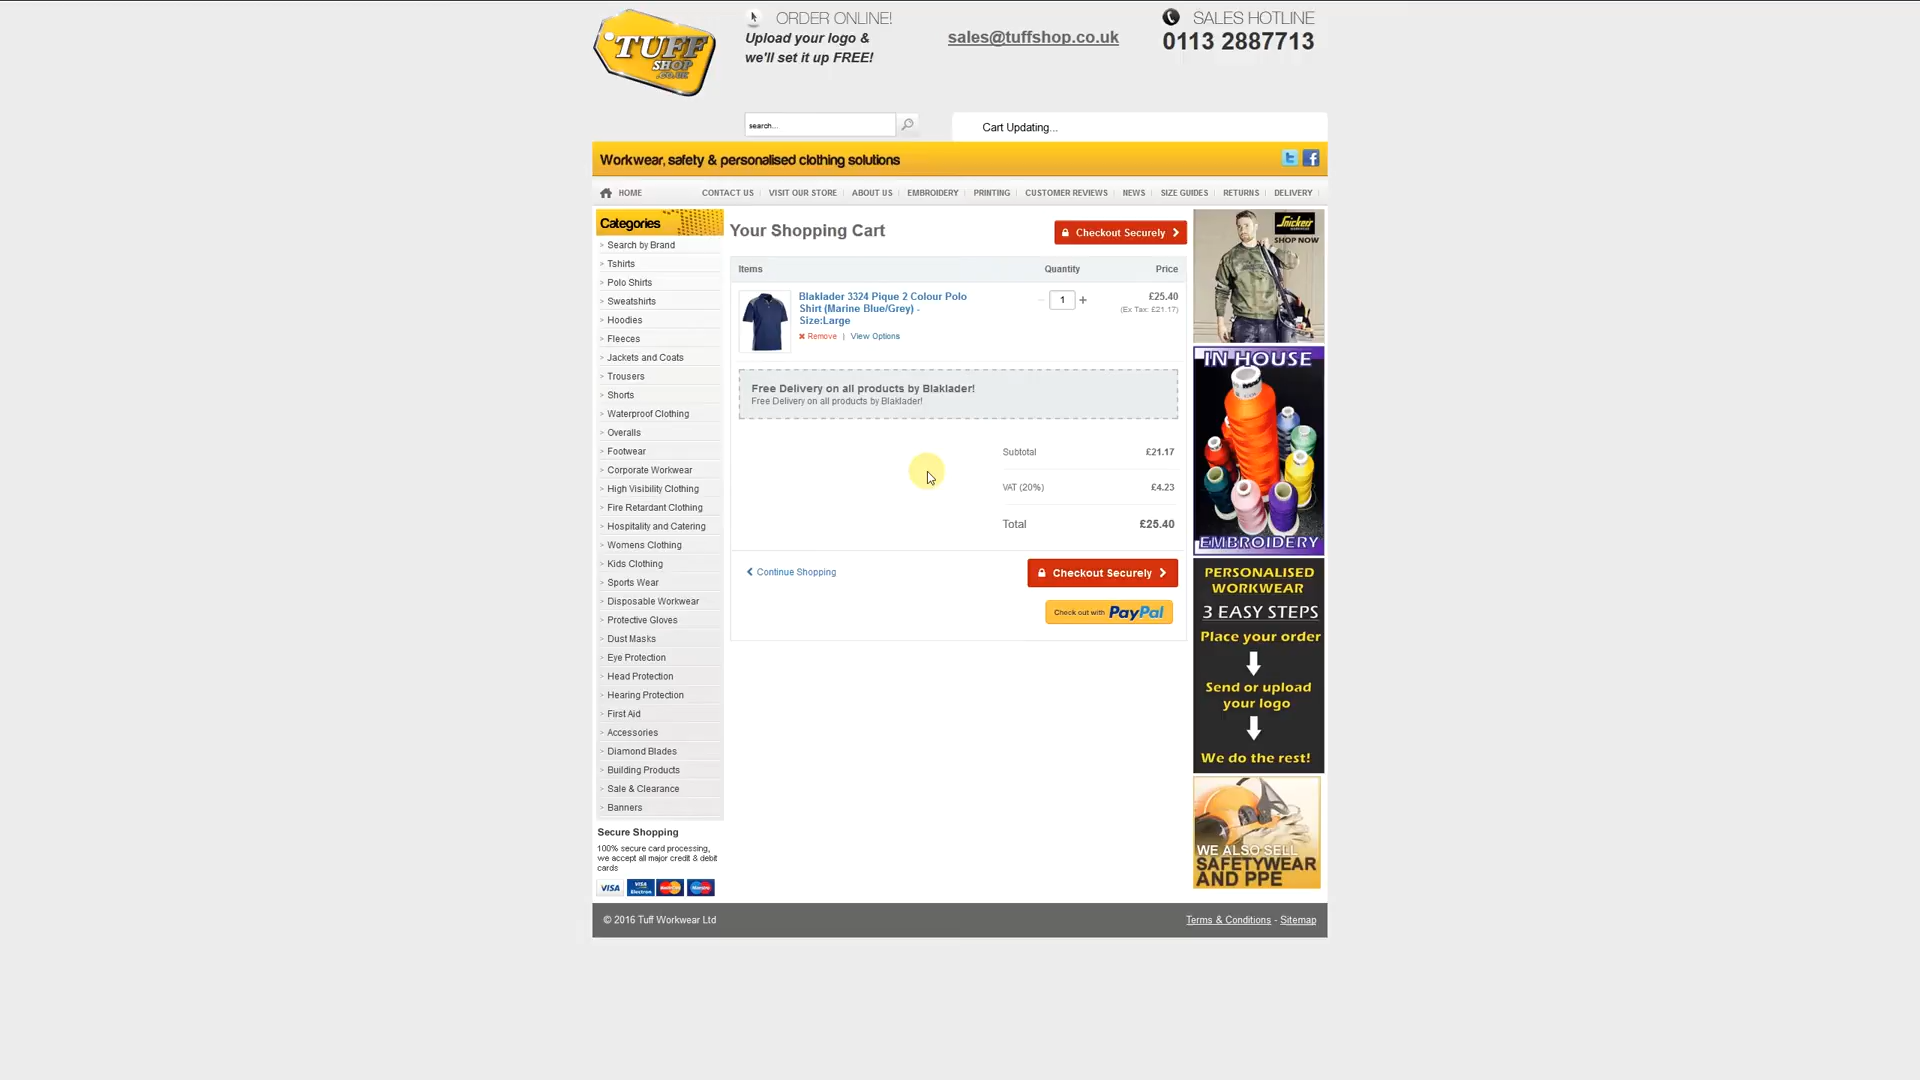 TUFF
SHOP
.CO.UK
ORDER ONLINE!
Upload your logo &
we'll set it up FREE!
sales@tuffshop.co.uk
SALES HOTLINE
0113 2887713
search...
Cart Updating...
Workwear, safety & personalised clothing solutions
HOME
CONTACT US
VISIT OUR STORE
ABOUT US
EMBROIDERY
PRINTING
CUSTOMER REVIEWS
NEWS
SIZE GUIDES
RETURNS
DELIVERY
Categories
> Search by Brand
> Tshirts
> Polo Shirts
> Sweatshirts
> Hoodies
> Fleeces
> Jackets and Coats
> Trousers
> Shorts
> Waterproof Clothing
> Overalls
> Footwear
> Corporate Workwear
> High Visibility Clothing
> Fire Retardant Clothing
> Hospitality and Catering
> Womens Clothing
> Kids Clothing
> Sports Wear
> Disposable Workwear
> Protective Gloves
> Dust Masks
> Eye Protection
> Head Protection
> Hearing Protection
> First Aid
> Accessories
> Diamond Blades
> Building Products
> Sale & Clearance
> Banners
Secure Shopping
100% secure card processing,
we accept all major credit & debit
cards
VISA
VISA Electron
MasterCard
Maestro
Your Shopping Cart
Checkout Securely
Items
Quantity
Price
Blaklader 3324 Pique 2 Colour Polo
Shirt (Marine Blue/Grey) -
Size:Large
Remove | View Options
1
£25.40
(Ex Tax: £21.17)
Free Delivery on all products by Blaklader!
Free Delivery on all products by Blaklader!
Subtotal £21.17
VAT (20%) £4.23
Total £25.40
Continue Shopping
Checkout Securely
Check out with PayPal
Snickers
SHOP NOW
IN HOUSE
EMBROIDERY
PERSONALISED
WORKWEAR
3 EASY STEPS
Place your order
Send or upload
your logo
We do the rest!
WE ALSO SELL
SAFETYWEAR
AND PPE
© 2016 Tuff Workwear Ltd
Terms & Conditions - Sitemap